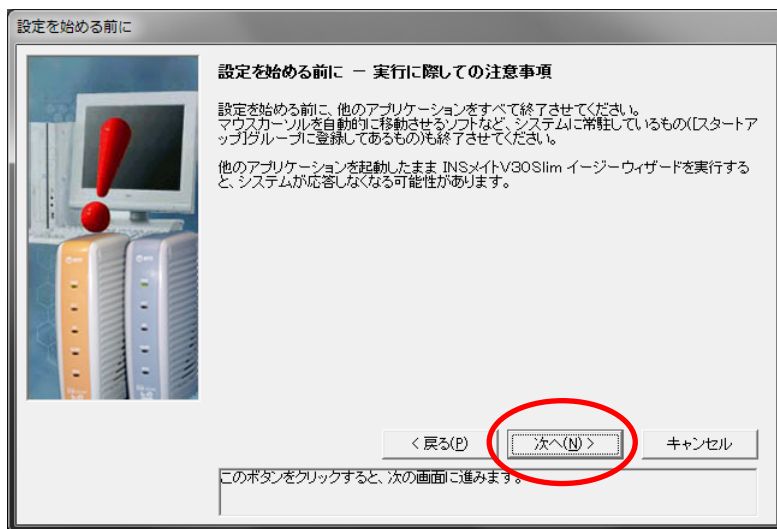 設定を始める前に
設定を始める前に － 実行に際しての注意事項
設定を始める前に、他のアプリケーションをすべて終了させてください。
マウスカーソルを自動的に移動させるソフトなど、システムに常駐しているもの([スタートア
ップ]グループに登録してあるもの)も終了させてください。
他のアプリケーションを起動したまま INSメイトV30Slim イージーウィザードを実行する
と、システムが応答しなくなる可能性があります。
< 戻る(P)
次へ(N) >
キャンセル
このボタンをクリックすると、次の画面に進みます。